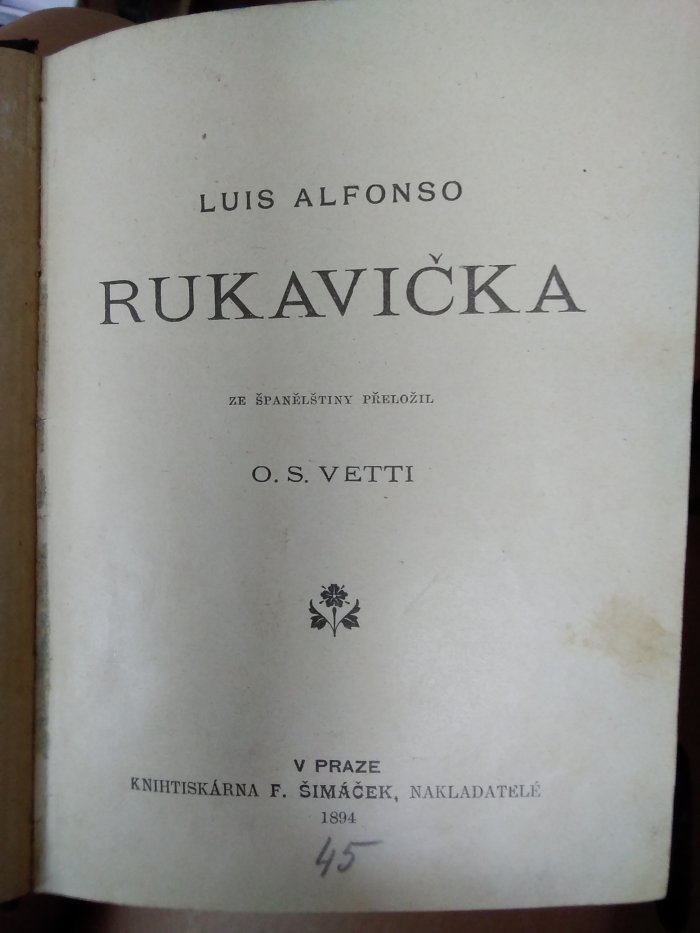 LUIS ALFONSO
RUKAVIČKA
ZE ŠPANĚLŠTINY PŘELOŽIL
O. S. VETTI
V PRAZE
KNIHTISKÁRNA F. ŠIMÁČEK, NAKLADATELÉ
1894
45